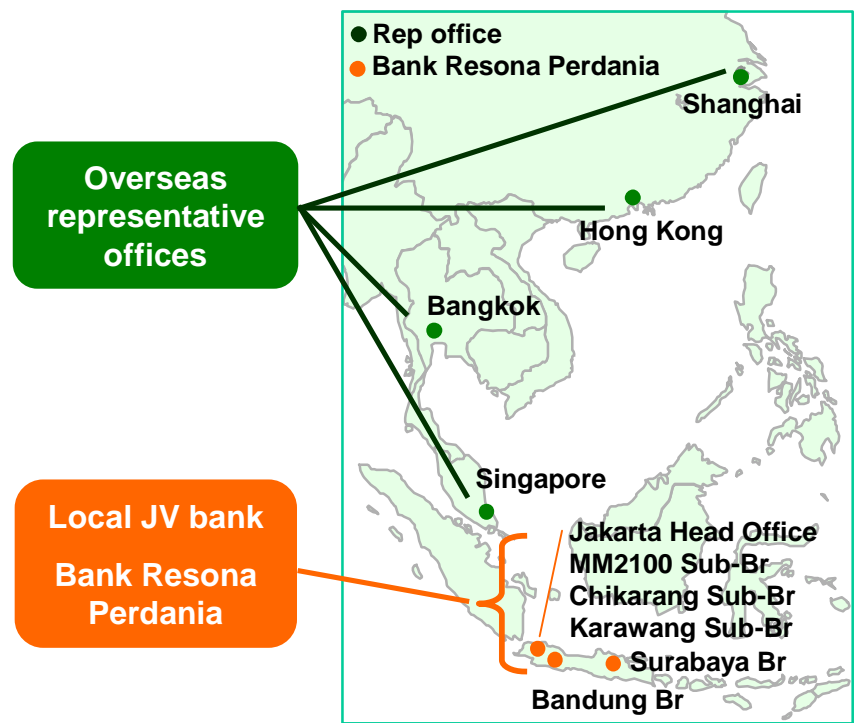 Rep office
Bank Resona Perdania
Shanghai
Overseas
representative
offices
Hong Kong
Bangkok
Singapore
Local JV bank
Bank Resona
Perdania
Jakarta Head Office
MM2100 Sub-Br
Chikarang Sub-Br
Karawang Sub-Br
Surabaya Br
Bandung Br